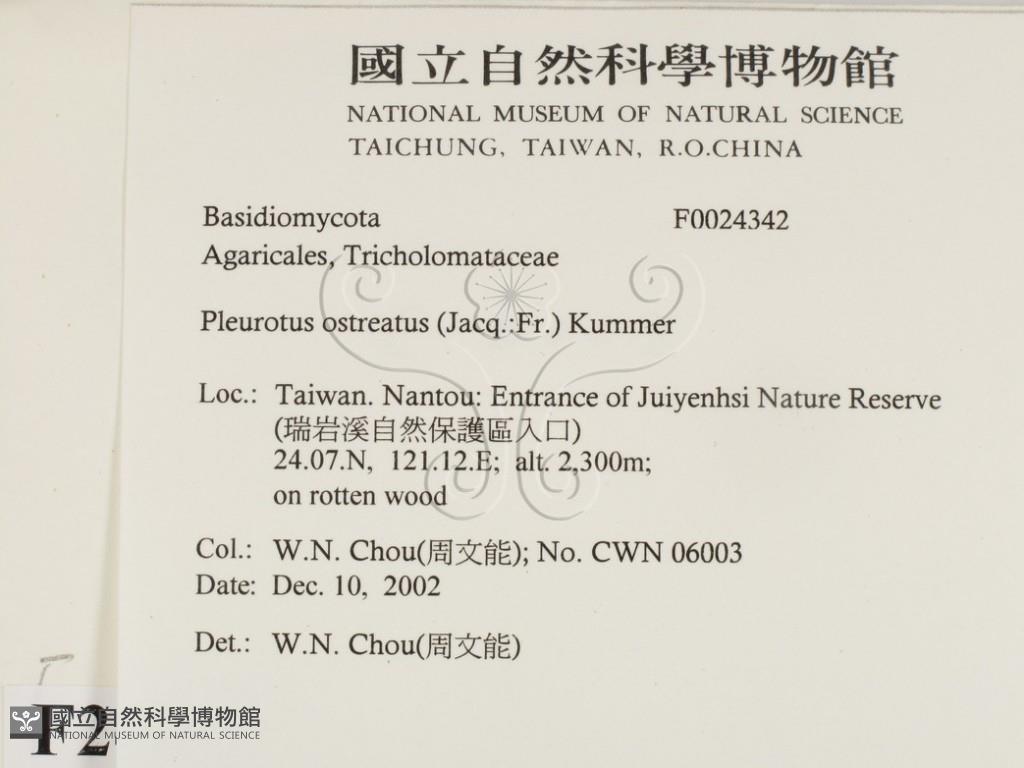 國立自然科學博物館
NATIONAL MUSEUM OF NATURAL SCIENCE
TAICHUNG, TAIWAN, R.O.CHINA
Basidiomycota F0024342
Agaricales, Tricholomataceae
Pleurotus ostreatus (Jacq.:Fr.) Kummer
Loc.: Taiwan. Nantou: Entrance of Juiyenhsi Nature Reserve
(瑞岩溪自然保護區入口)
24.07.N, 121.12.E; alt. 2,300m;
on rotten wood
Col.: W.N. Chou(周文能); No. CWN 06003
Date: Dec. 10, 2002
Det.: W.N. Chou(周文能)
F2
國立自然科學博物館
NATIONAL MUSEUM OF NATURAL SCIENCE